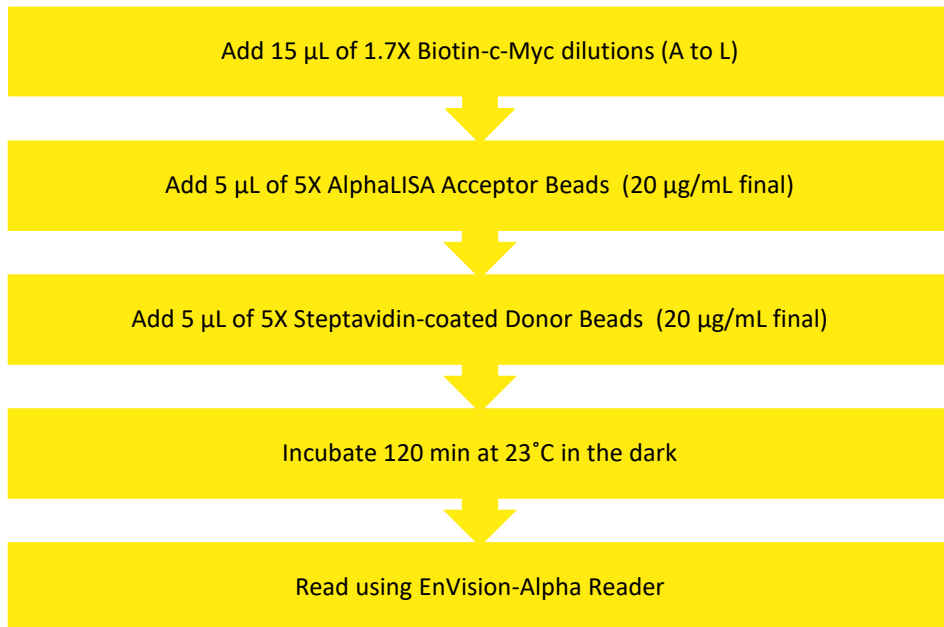 Add 15 µL of 1.7X Biotin-c-Myc dilutions (A to L)
Add 5 µL of 5X AlphaLISA Acceptor Beads (20 µg/mL final)
Add 5 µL of 5X Steptavidin-coated Donor Beads (20 µg/mL final)
Incubate 120 min at 23˚C in the dark
Read using EnVision-Alpha Reader